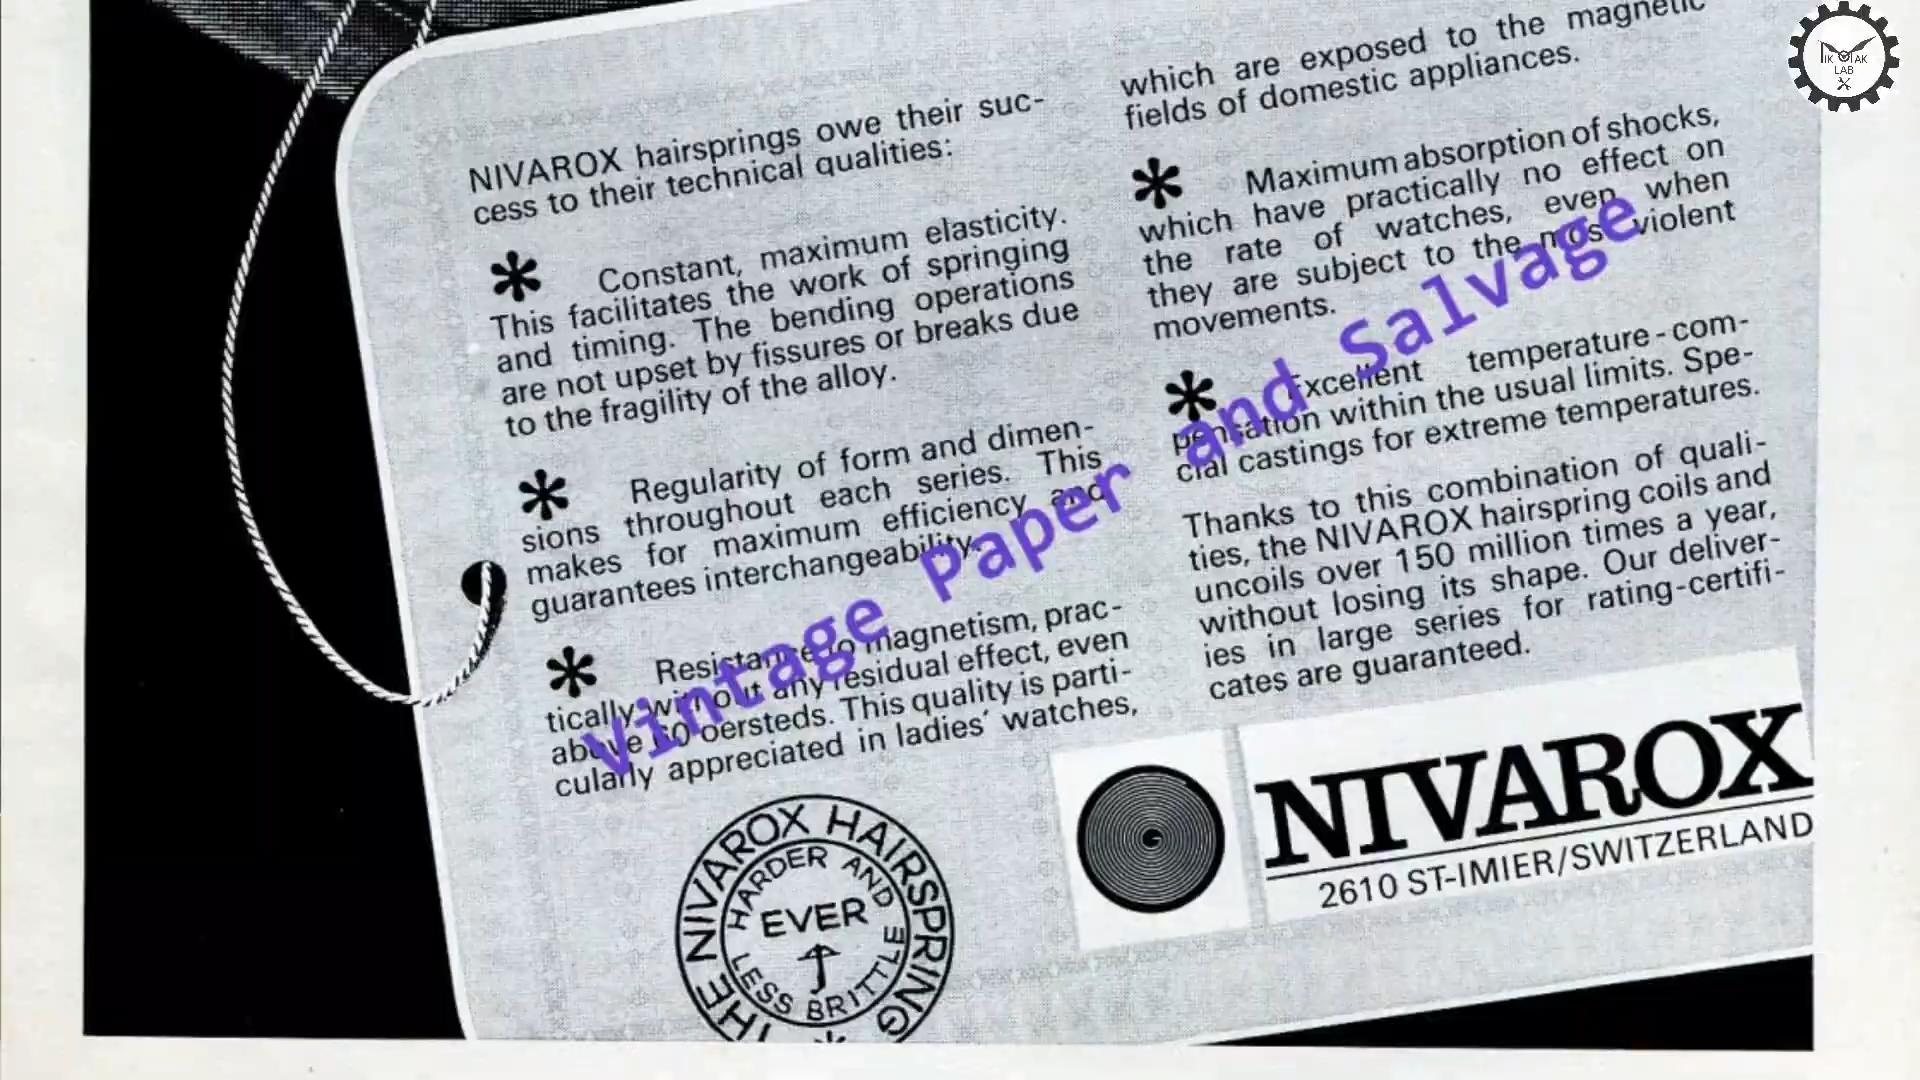 NIVAROX hairsprings owe their suc-
cess to their technical qualities:
* Constant, maximum elasticity.
This facilitates the work of springing
and timing. The bending operations
are not upset by fissures or breaks due
to the fragility of the alloy.
* Regularity of form and dimen-
sions throughout each series. This
makes for maximum efficiency and
guarantees interchangeability.
* Resistance to magnetism, prac-
tically without any residual effect, even
above 60 oersteds. This quality is parti-
cularly appreciated in ladies' watches,
which are exposed to the magnetic
fields of domestic appliances.
* Maximum absorption of shocks,
which have practically no effect on
the rate of watches, even when
they are subject to the most violent
movements.
* Excellent temperature-com-
pensation within the usual limits. Spe-
cial castings for extreme temperatures.
Thanks to this combination of quali-
ties, the NIVAROX hairspring coils and
uncoils over 150 million times a year,
without losing its shape. Our deliver-
ies in large series for rating-certifi-
cates are guaranteed.
THE NIVAROX HAIRSPRING
HARDER AND
EVER
LESS BRITTLE
NIVAROX
2610 ST-IMIER/SWITZERLAND
Vintage Paper and Salvage
TIK TAK
LAB